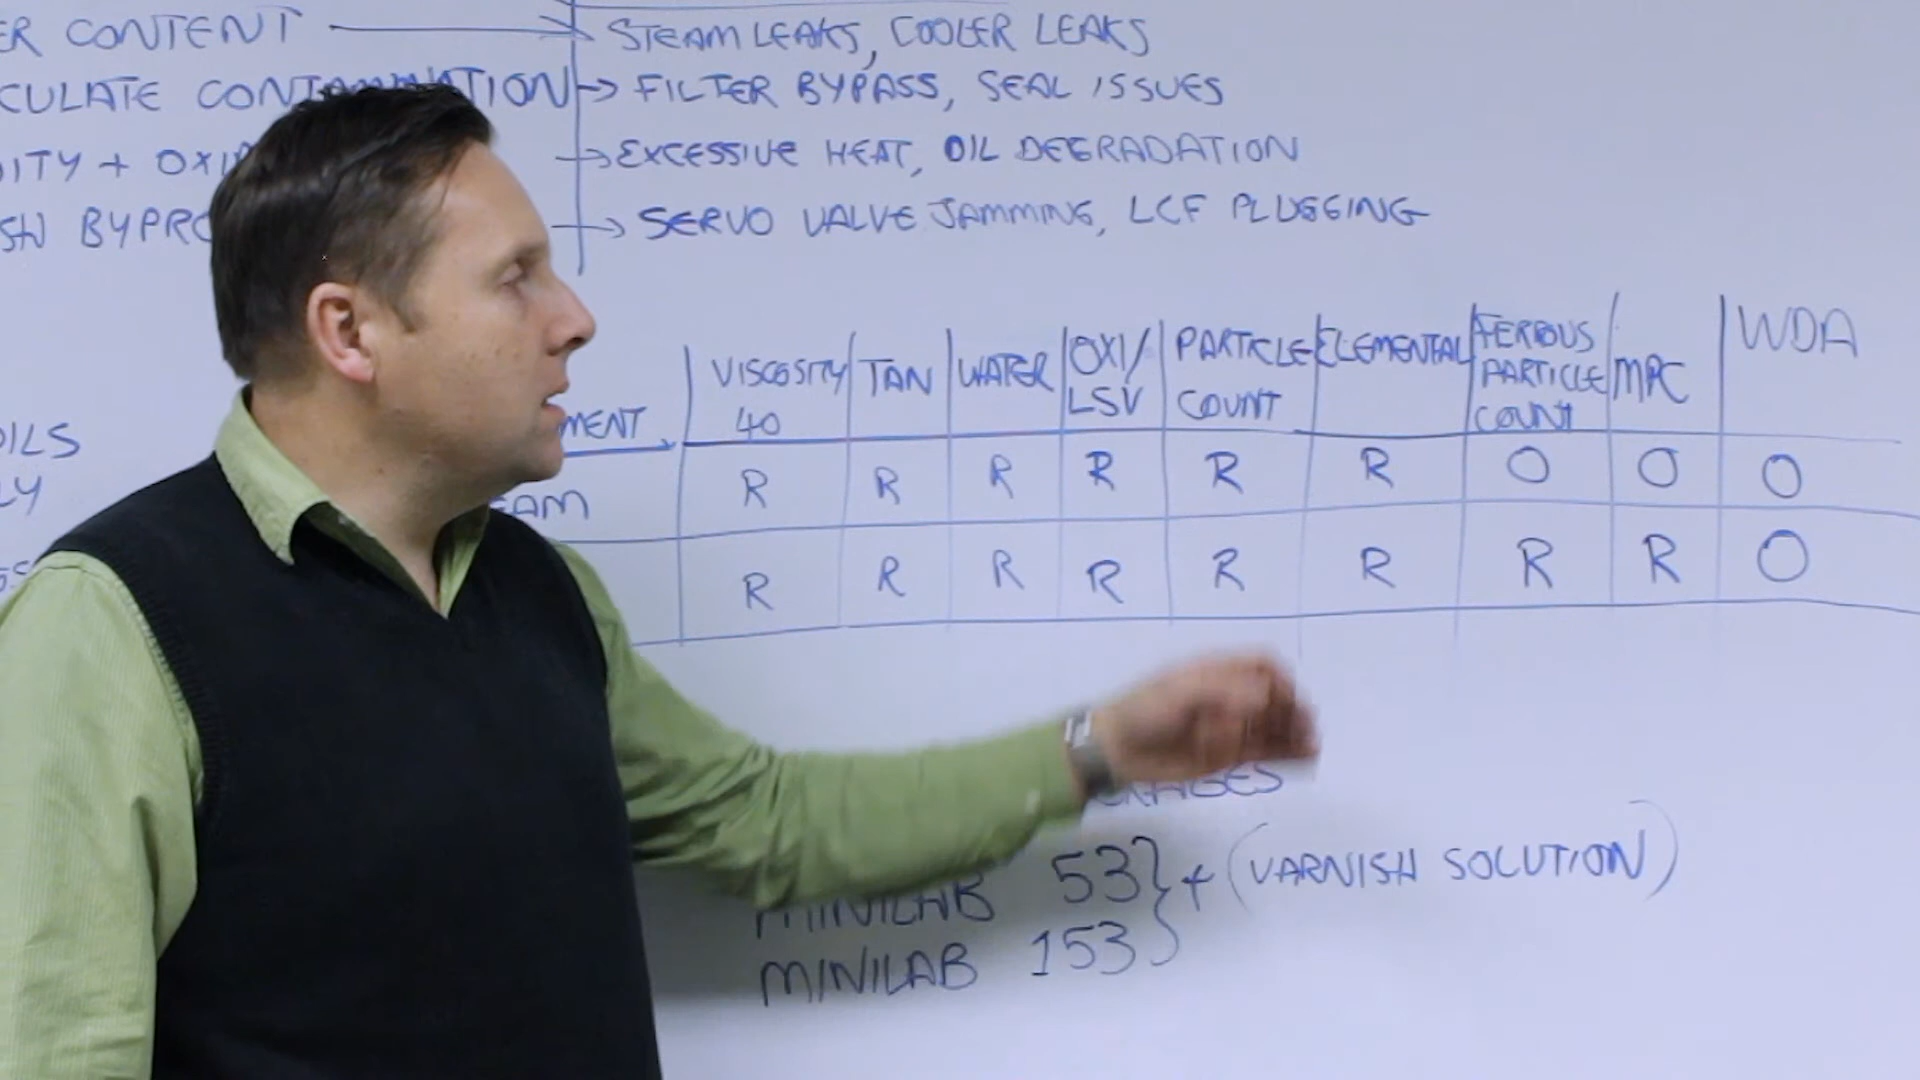 ER CONTENT → STEAM LEAKS, COOLER LEAKS
CULATE CONTAMINATION → FILTER BYPASS, SEAL ISSUES
ITY + OXI → EXCESSIVE HEAT, OIL DEGRADATION
SH BYPRO → SERVO VALVE JAMMING, LCF PLUGGING
OILS
LY
MENT VISCOSITY 40 TAN WATER OXI/LSV PARTICLE COUNT ELEMENTAL FERROUS PARTICLE COUNT MPC WDA
EAM R R R R R R O O O
R R R R R R R R O
KAGES
MINILAB 53 } + (VARNISH SOLUTION)
MINILAB 153